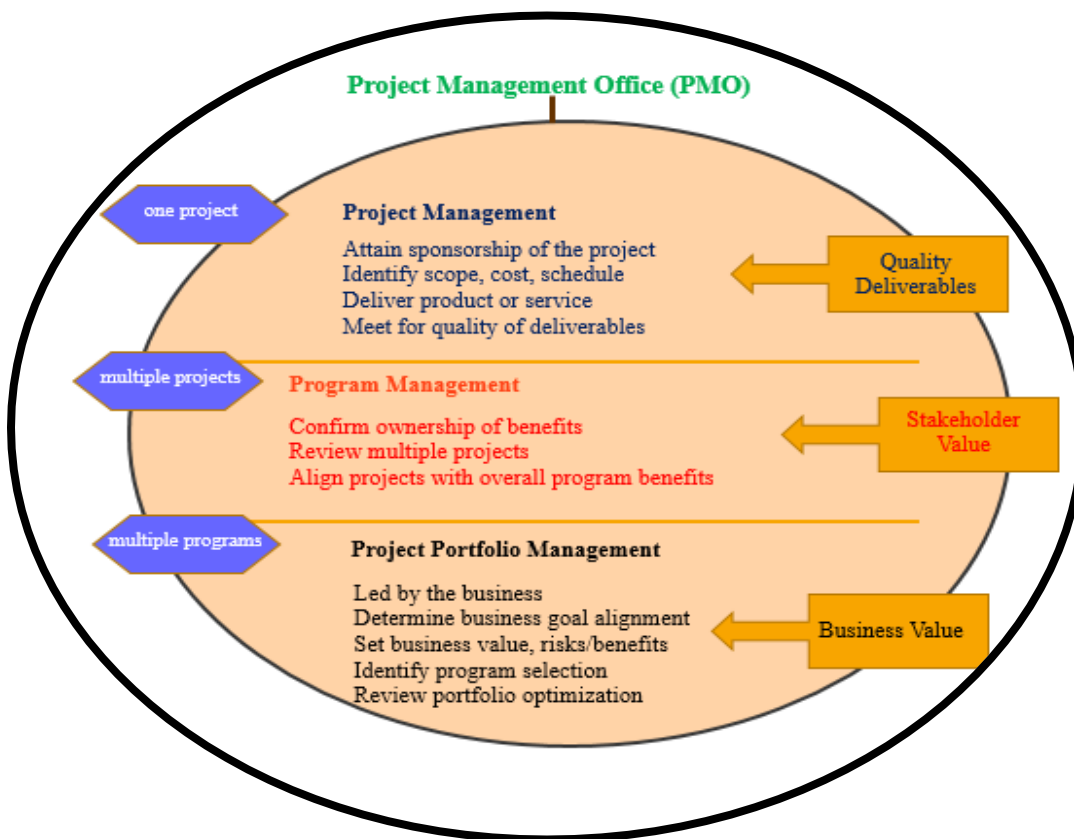 Project Management Office (PMO)
one project
Project Management
Attain sponsorship of the project
Identify scope, cost, schedule
Deliver product or service
Meet for quality of deliverables
Quality
Deliverables
multiple projects
Program Management
Confirm ownership of benefits
Review multiple projects
Align projects with overall program benefits
Stakeholder
Value
multiple programs
Project Portfolio Management
Led by the business
Determine business goal alignment
Set business value, risks/benefits
Identify program selection
Review portfolio optimization
Business Value